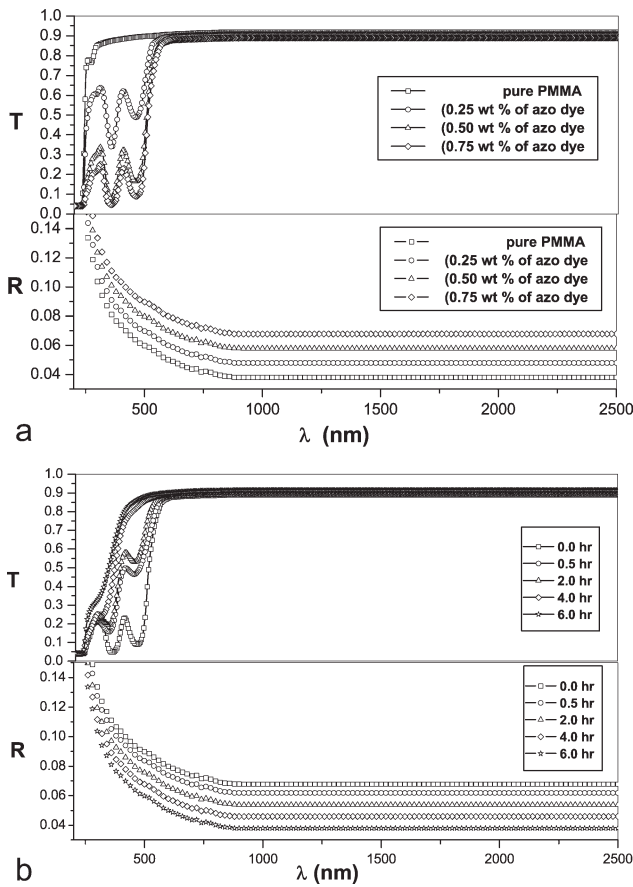 1.0
0.9
0.8
0.7
0.6
0.5
0.4
0.3
0.2
0.1
0.0
T
pure PMMA
(0.25 wt % of azo dye
(0.50 wt % of azo dye
(0.75 wt % of azo dye
0.14
0.12
0.10
0.08
0.06
0.04
R
pure PMMA
(0.25 wt % of azo dye
(0.50 wt % of azo dye
(0.75 wt % of azo dye
500
1000
1500
2000
2500
λ (nm)
a
1.0
0.9
0.8
0.7
0.6
0.5
0.4
0.3
0.2
0.1
0.0
T
0.0 hr
0.5 hr
2.0 hr
4.0 hr
6.0 hr
0.14
0.12
0.10
0.08
0.06
0.04
R
0.0 hr
0.5 hr
2.0 hr
4.0 hr
6.0 hr
500
1000
1500
2000
2500
λ (nm)
b